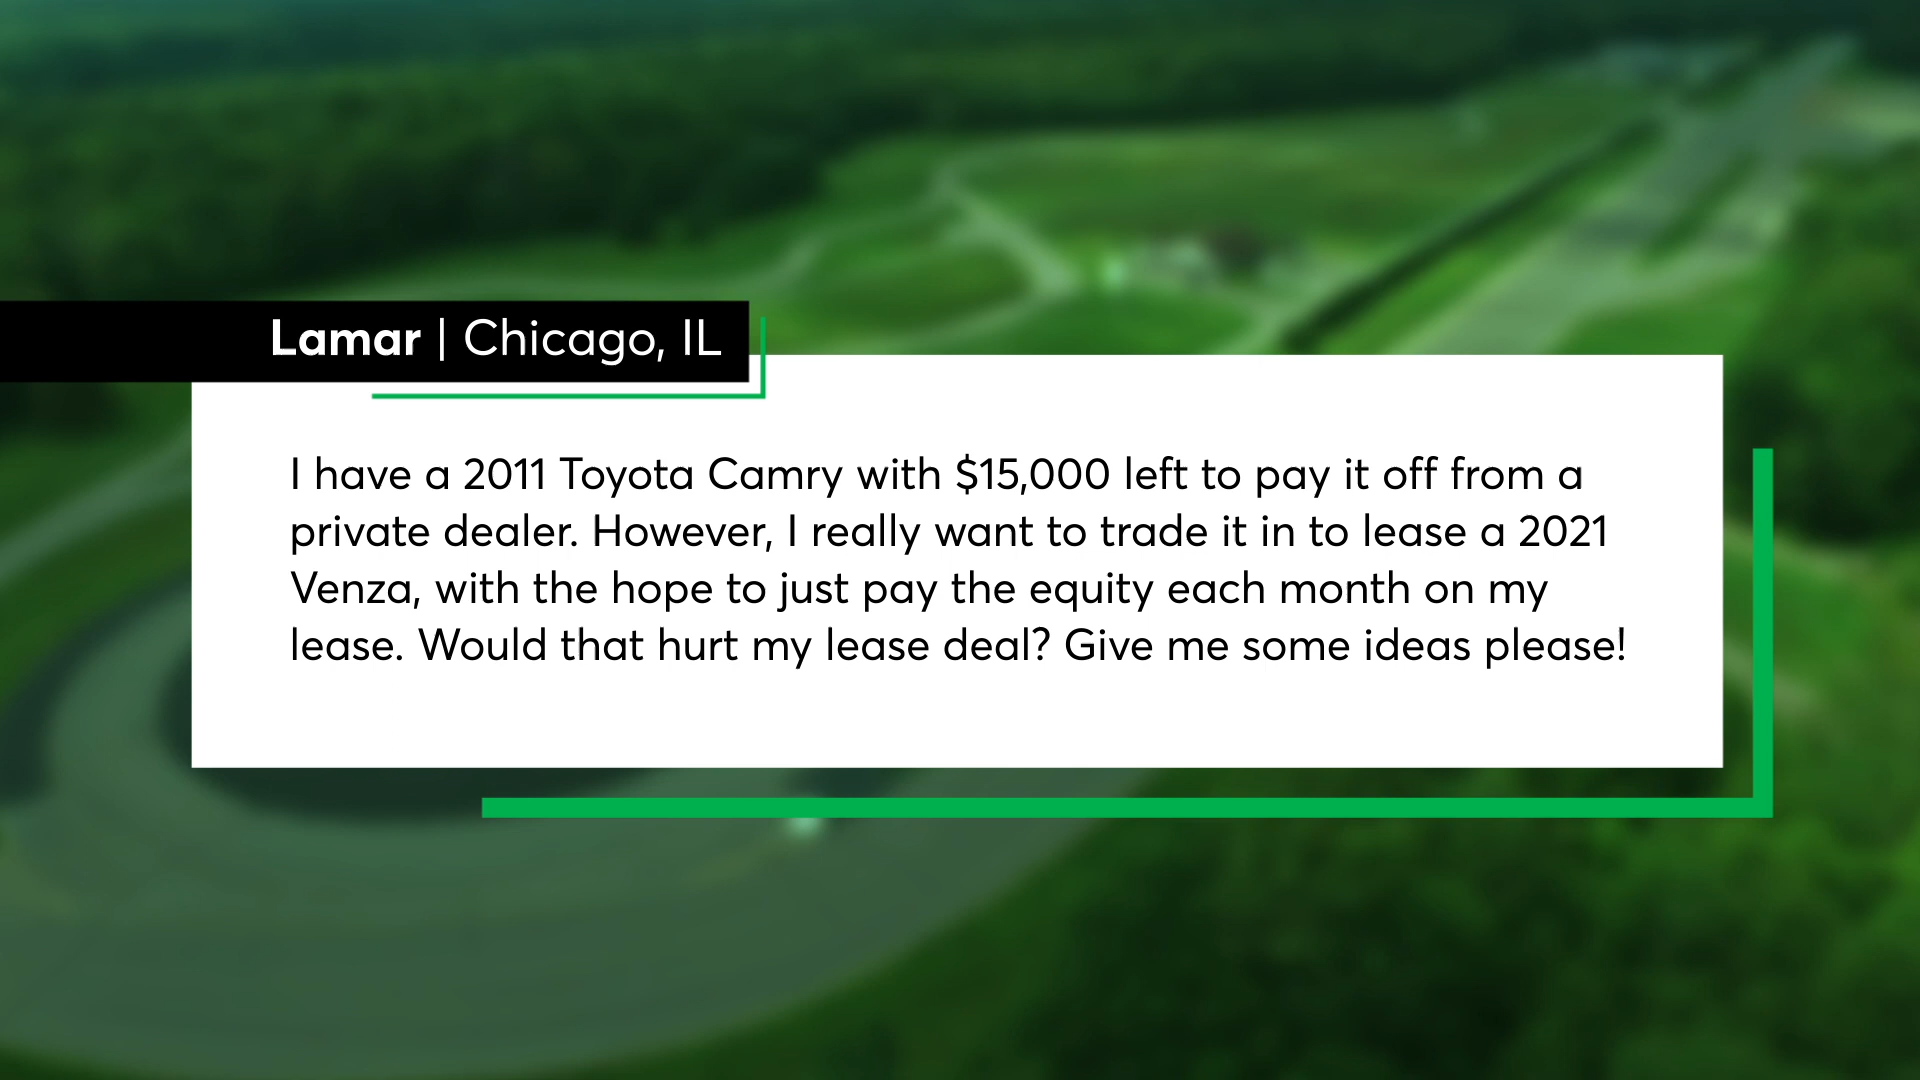 Lamar | Chicago, IL
I have a 2011 Toyota Camry with $15,000 left to pay it off from a
private dealer. However, I really want to trade it in to lease a 2021
Venza, with the hope to just pay the equity each month on my
lease. Would that hurt my lease deal? Give me some ideas please!